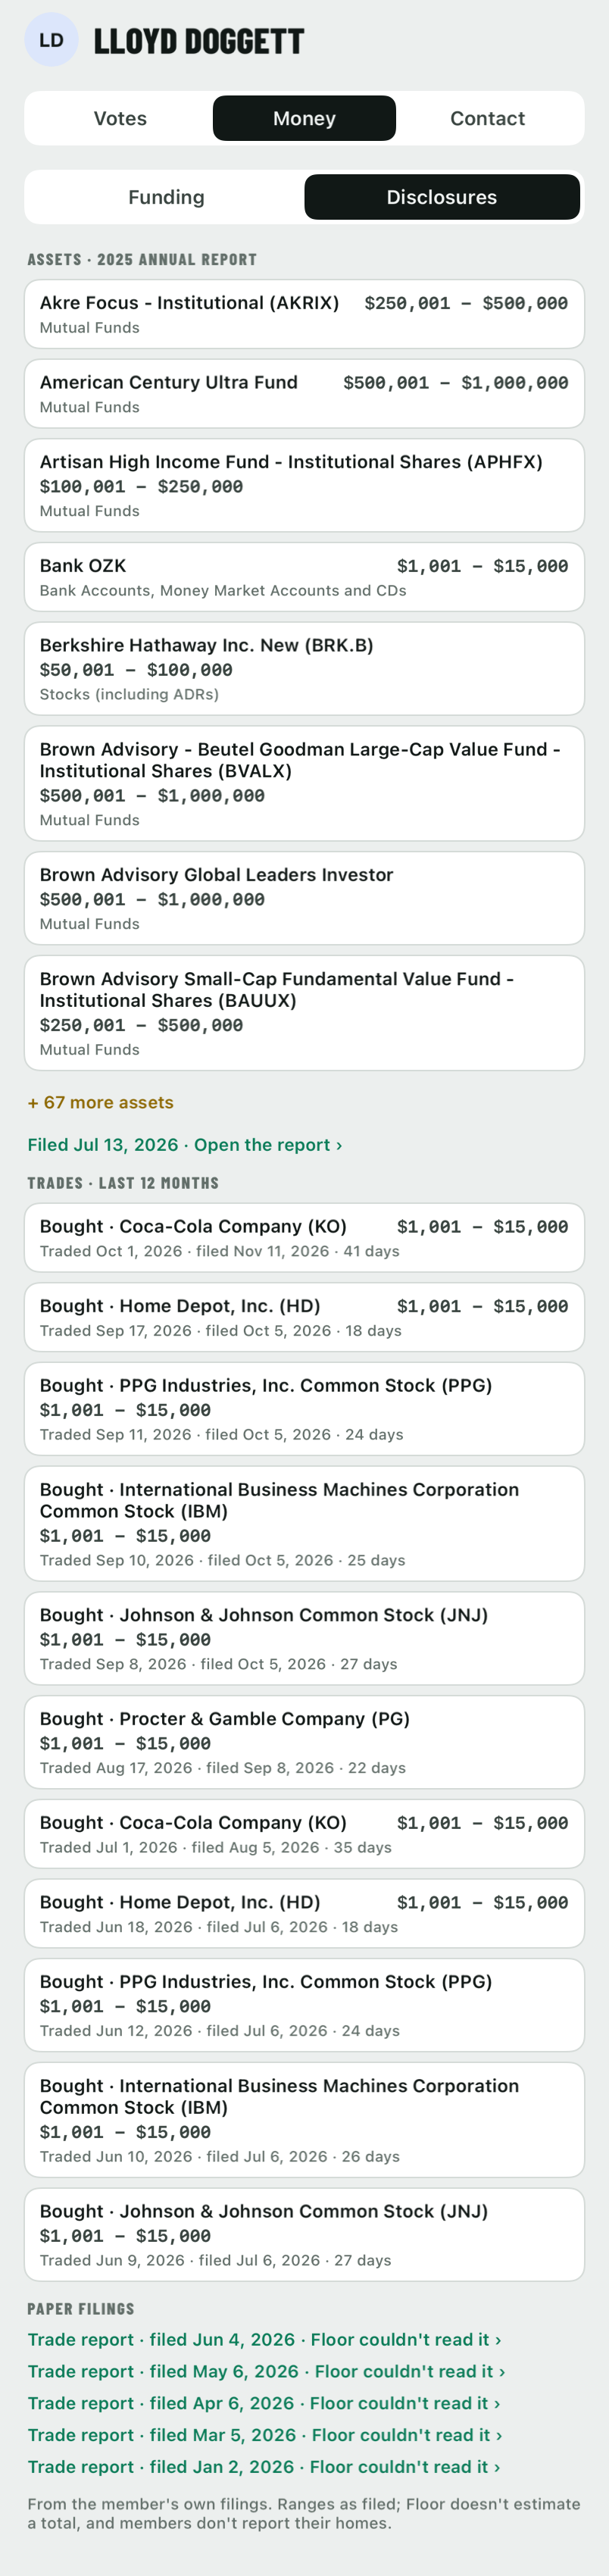 LD
LLOYD DOGGETT
Votes
Money
Contact
Funding
Disclosures
ASSETS · 2025 ANNUAL REPORT
Akre Focus - Institutional (AKRIX) $250,001 – $500,000
Mutual Funds
American Century Ultra Fund $500,001 – $1,000,000
Mutual Funds
Artisan High Income Fund - Institutional Shares (APHFX)
$100,001 – $250,000
Mutual Funds
Bank OZK $1,001 – $15,000
Bank Accounts, Money Market Accounts and CDs
Berkshire Hathaway Inc. New (BRK.B)
$50,001 – $100,000
Stocks (including ADRs)
Brown Advisory - Beutel Goodman Large-Cap Value Fund -
Institutional Shares (BVALX)
$500,001 – $1,000,000
Mutual Funds
Brown Advisory Global Leaders Investor
$500,001 – $1,000,000
Mutual Funds
Brown Advisory Small-Cap Fundamental Value Fund -
Institutional Shares (BAUUX)
$250,001 – $500,000
Mutual Funds
+ 67 more assets
Filed Jul 13, 2026 · Open the report ›
TRADES · LAST 12 MONTHS
Bought · Coca-Cola Company (KO) $1,001 – $15,000
Traded Oct 1, 2026 · filed Nov 11, 2026 · 41 days
Bought · Home Depot, Inc. (HD) $1,001 – $15,000
Traded Sep 17, 2026 · filed Oct 5, 2026 · 18 days
Bought · PPG Industries, Inc. Common Stock (PPG)
$1,001 – $15,000
Traded Sep 11, 2026 · filed Oct 5, 2026 · 24 days
Bought · International Business Machines Corporation
Common Stock (IBM)
$1,001 – $15,000
Traded Sep 10, 2026 · filed Oct 5, 2026 · 25 days
Bought · Johnson & Johnson Common Stock (JNJ)
$1,001 – $15,000
Traded Sep 8, 2026 · filed Oct 5, 2026 · 27 days
Bought · Procter & Gamble Company (PG)
$1,001 – $15,000
Traded Aug 17, 2026 · filed Sep 8, 2026 · 22 days
Bought · Coca-Cola Company (KO) $1,001 – $15,000
Traded Jul 1, 2026 · filed Aug 5, 2026 · 35 days
Bought · Home Depot, Inc. (HD) $1,001 – $15,000
Traded Jun 18, 2026 · filed Jul 6, 2026 · 18 days
Bought · PPG Industries, Inc. Common Stock (PPG)
$1,001 – $15,000
Traded Jun 12, 2026 · filed Jul 6, 2026 · 24 days
Bought · International Business Machines Corporation
Common Stock (IBM)
$1,001 – $15,000
Traded Jun 10, 2026 · filed Jul 6, 2026 · 26 days
Bought · Johnson & Johnson Common Stock (JNJ)
$1,001 – $15,000
Traded Jun 9, 2026 · filed Jul 6, 2026 · 27 days
PAPER FILINGS
Trade report · filed Jun 4, 2026 · Floor couldn't read it ›
Trade report · filed May 6, 2026 · Floor couldn't read it ›
Trade report · filed Apr 6, 2026 · Floor couldn't read it ›
Trade report · filed Mar 5, 2026 · Floor couldn't read it ›
Trade report · filed Jan 2, 2026 · Floor couldn't read it ›
From the member's own filings. Ranges as filed; Floor doesn't estimate
a total, and members don't report their homes.